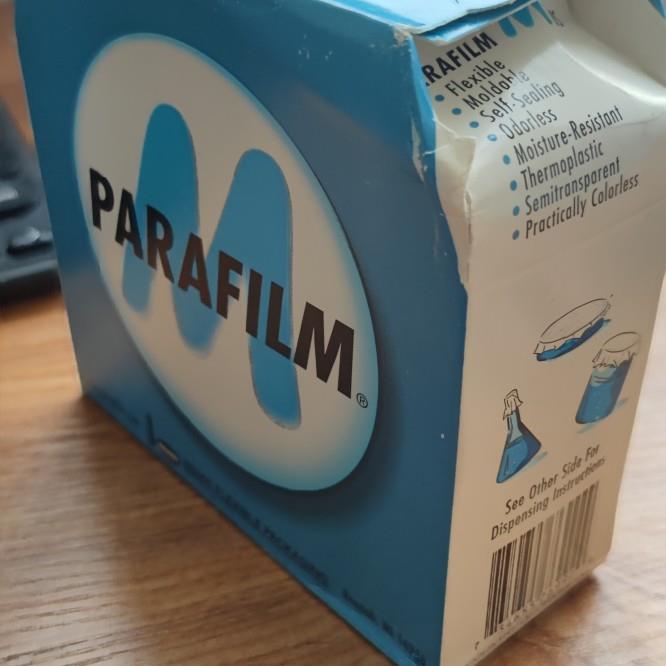 PARAFILM
®
M
PARAFILM M
• Flexible
• Moldable
• Self-Sealing
• Odorless
• Moisture-Resistant
• Thermoplastic
• Semitransparent
• Practically Colorless
See Other Side For
Dispensing Instructions
7